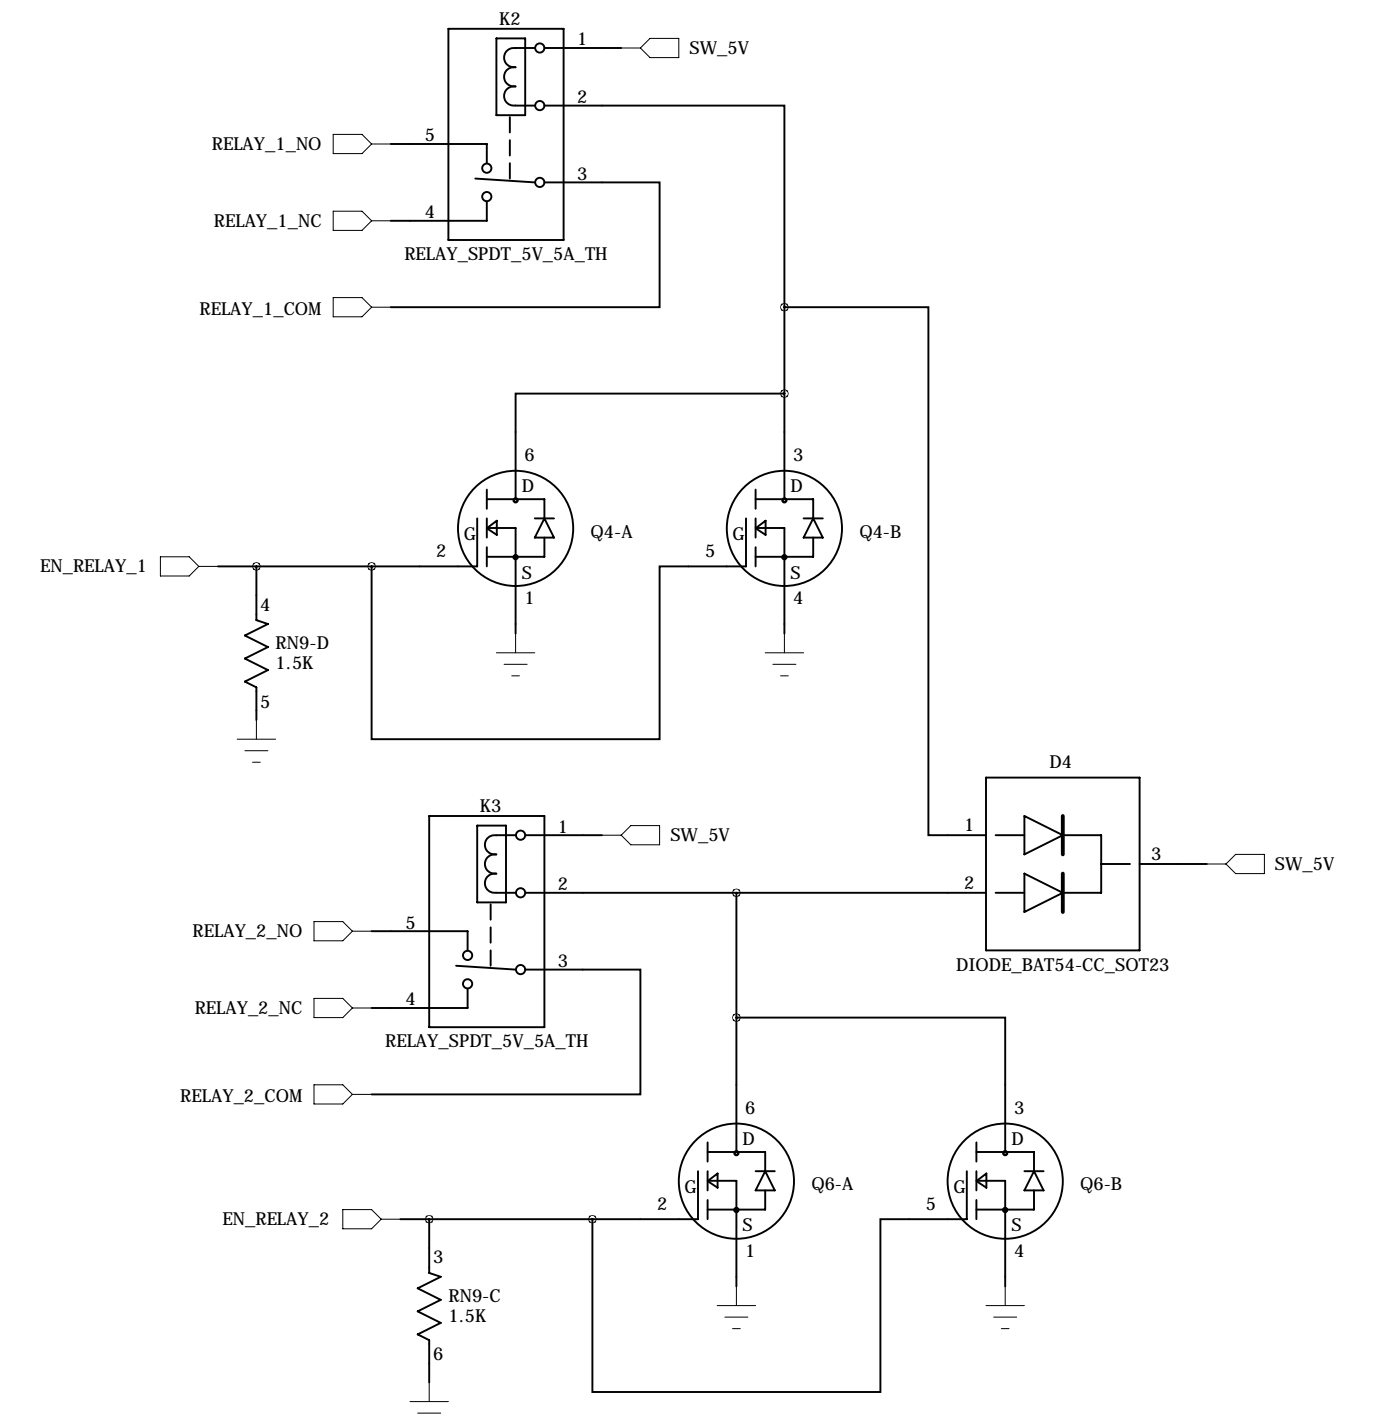 K2
1
SW_5V
2
RELAY_1_NO
5
3
RELAY_1_NC
4
RELAY_SPDT_5V_5A_TH
RELAY_1_COM
6
3
D
D
G
Q4-A
G
Q4-B
EN_RELAY_1
2
5
S
S
1
4
4
RN9-D
1.5K
5
D4
K3
1
SW_5V
1
3
SW_5V
2
2
RELAY_2_NO
5
3
DIODE_BAT54-CC_SOT23
RELAY_2_NC
4
RELAY_SPDT_5V_5A_TH
RELAY_2_COM
6
3
D
D
G
Q6-A
G
Q6-B
EN_RELAY_2
2
5
S
S
1
4
3
RN9-C
1.5K
6